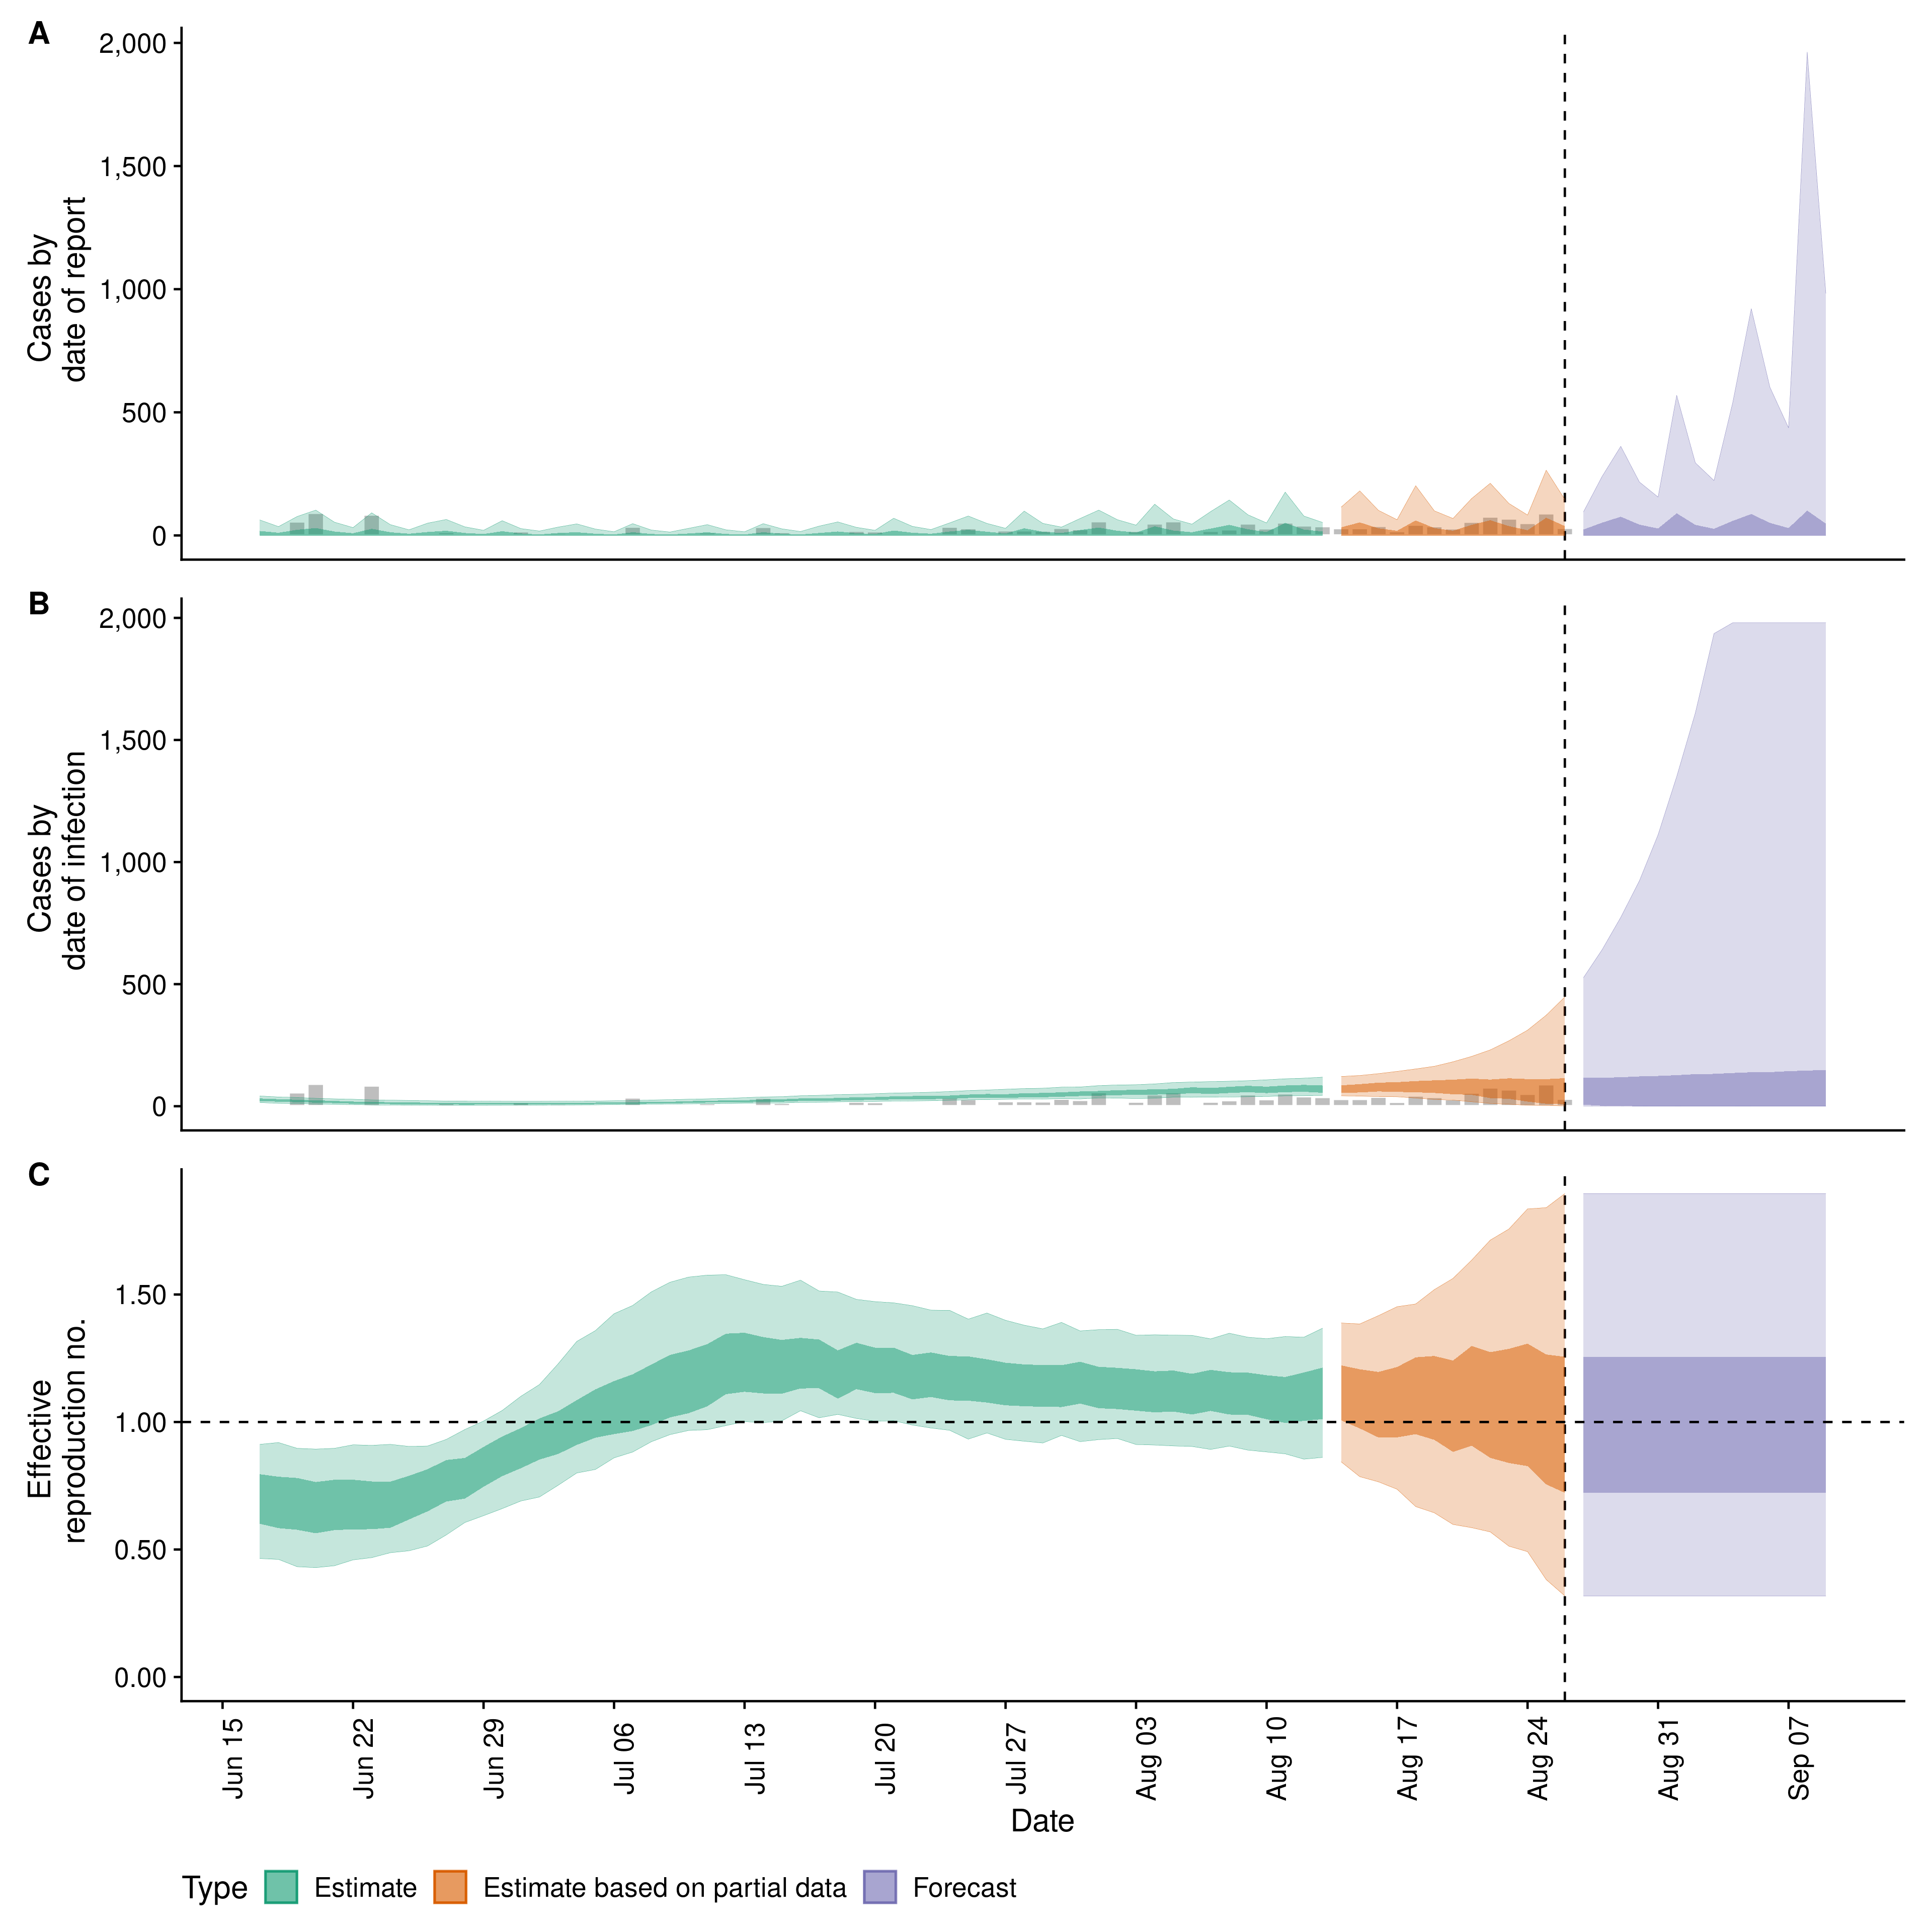 A
2,000
1,500
1,000
500
0
Cases by
date of report
B
2,000
1,500
1,000
500
0
Cases by
date of infection
C
1.50
1.00
0.50
0.00
Effective
reproduction no.
Jun 15
Jun 22
Jun 29
Jul 06
Jul 13
Jul 20
Jul 27
Aug 03
Aug 10
Aug 17
Aug 24
Aug 31
Sep 07
Date
Type Estimate Estimate based on partial data Forecast